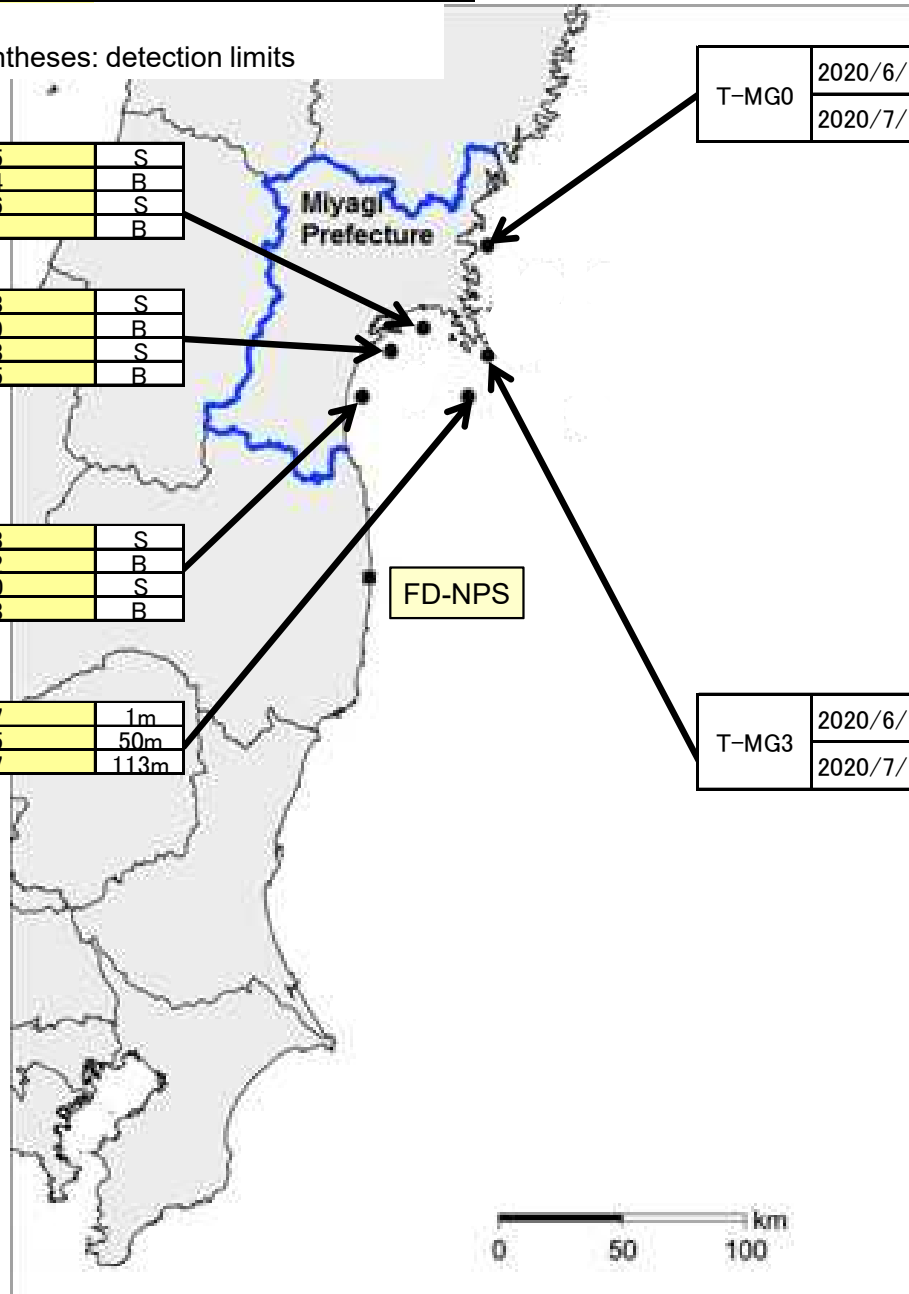 ntheses: detection limits
T-MG0
2020/6/
2020/7/
S
B
S
B
Miyagi
Prefecture
S
B
S
B
S
B
S
B
FD-NPS
1m
50m
113m
T-MG3
2020/6/
2020/7/
km
0 50 100